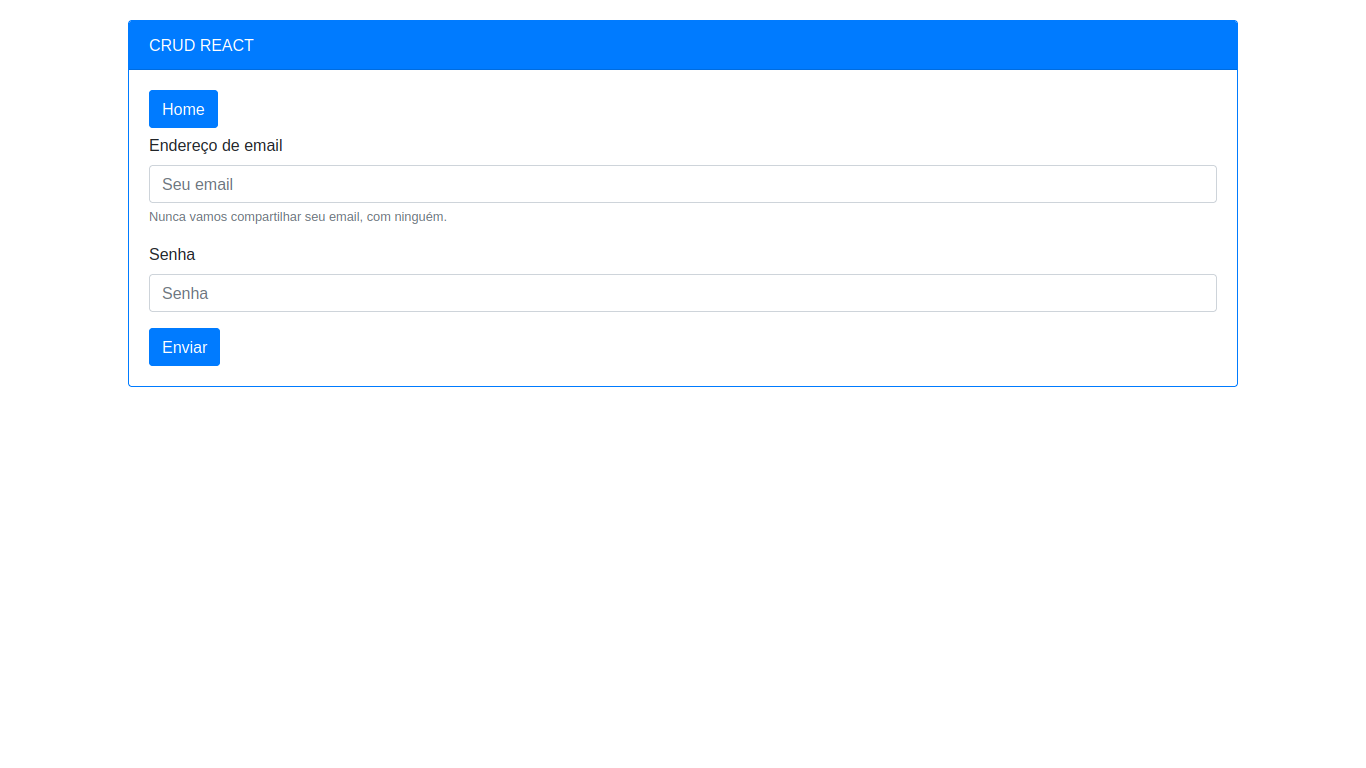 CRUD REACT
Home
Endereço de email
Seu email
Nunca vamos compartilhar seu email, com ninguém.
Senha
Senha
Enviar